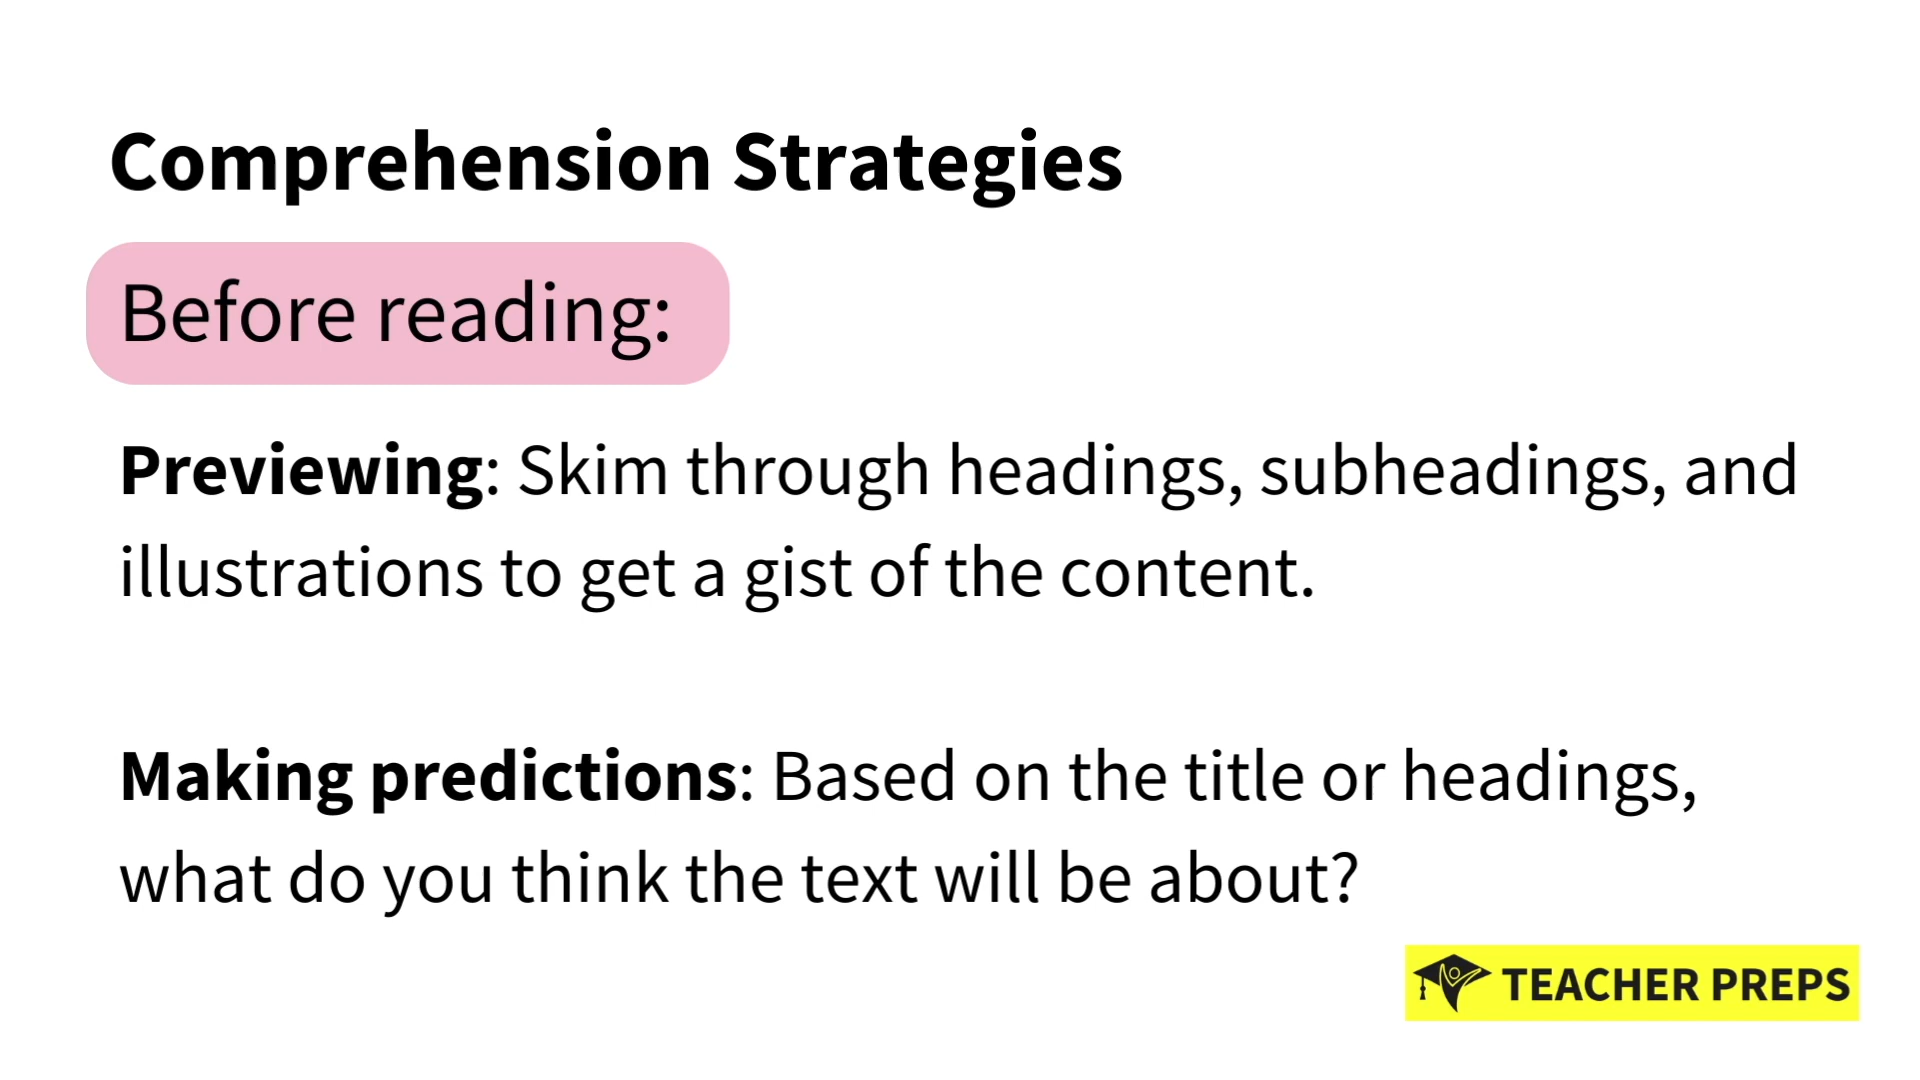 Comprehension Strategies
Before reading:
Previewing: Skim through headings, subheadings, and
illustrations to get a gist of the content.
Making predictions: Based on the title or headings,
what do you think the text will be about?
TEACHER PREPS